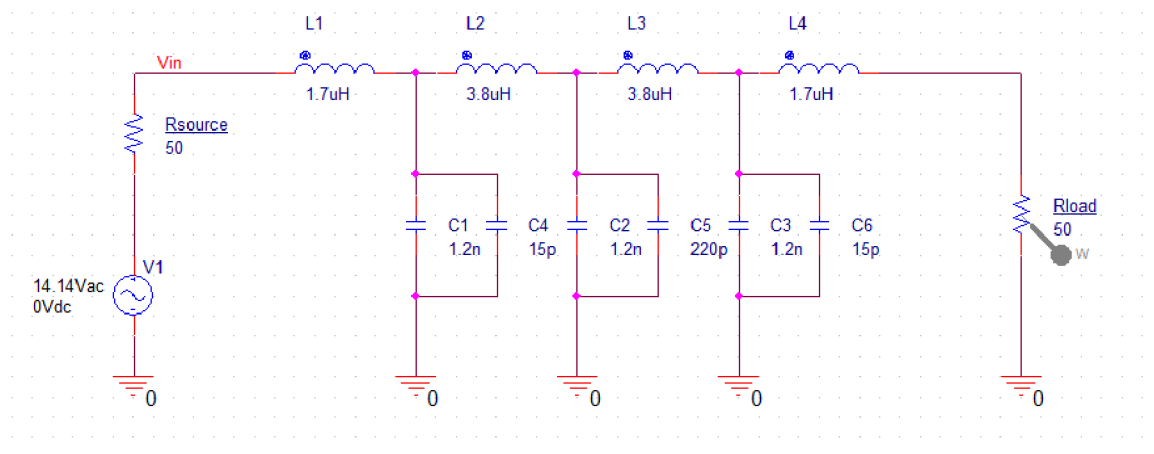 L1
L2
L3
L4
Vin
1.7uH
3.8uH
3.8uH
1.7uH
Rsource
50
C1
1.2n
C4
15p
C2
1.2n
C5
220p
C3
1.2n
C6
15p
Rload
50
W
V1
14.14Vac
0Vdc
0
0
0
0
0